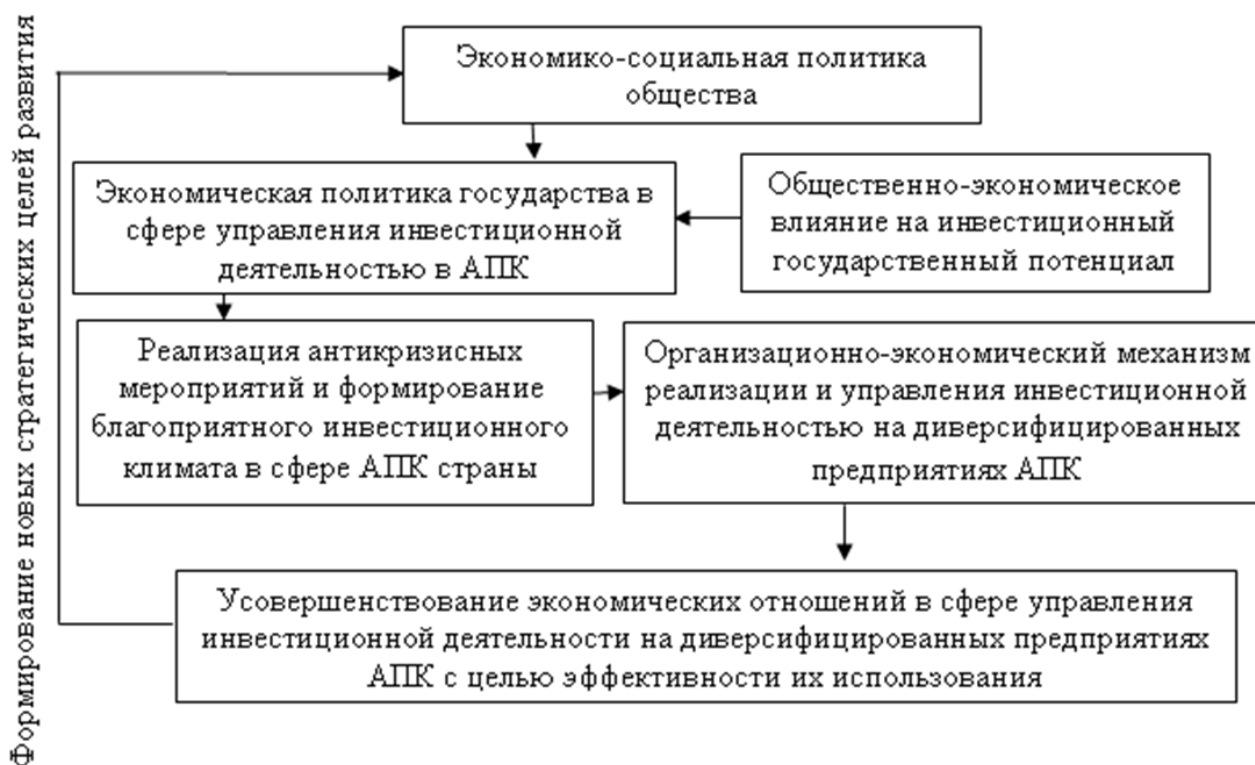 Формирование новых стратегических целей развития
Экономико-социальная политика
общества
Экономическая политика государства в
сфере управления инвестиционной
деятельностью в АПК
Общественно-экономическое
влияние на инвестиционный
государственный потенциал
Реализация антикризисных
мероприятий и формирование
благоприятного инвестиционного
климата в сфере АПК страны
Организационно-экономический механизм
реализации и управления инвестиционной
деятельностью на диверсифицированных
предприятиях АПК
Усовершенствование экономических отношений в сфере управления
инвестиционной деятельности на диверсифицированных предприятиях
АПК с целью эффективности их использования